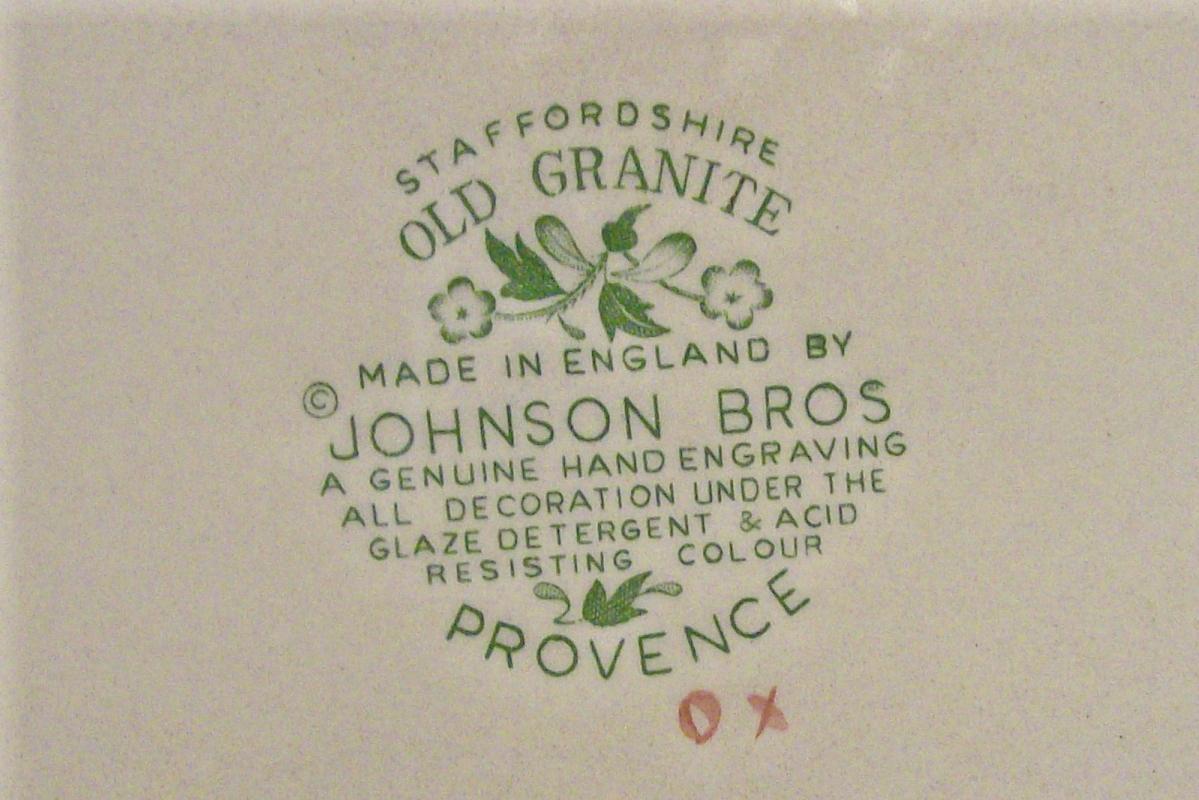 STAFFORDSHIRE
OLD GRANITE
MADE IN ENGLAND BY
© JOHNSON BROS
A GENUINE HAND ENGRAVING
ALL DECORATION UNDER THE
GLAZE DETERGENT & ACID
RESISTING COLOUR
PROVENCE
O X